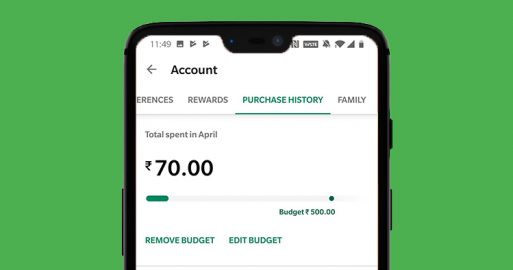 11:49 VoLTE
Account
ERENCES REWARDS PURCHASE HISTORY FAMILY
Total spent in April
₹70.00
Budget ₹ 500.00
REMOVE BUDGET EDIT BUDGET